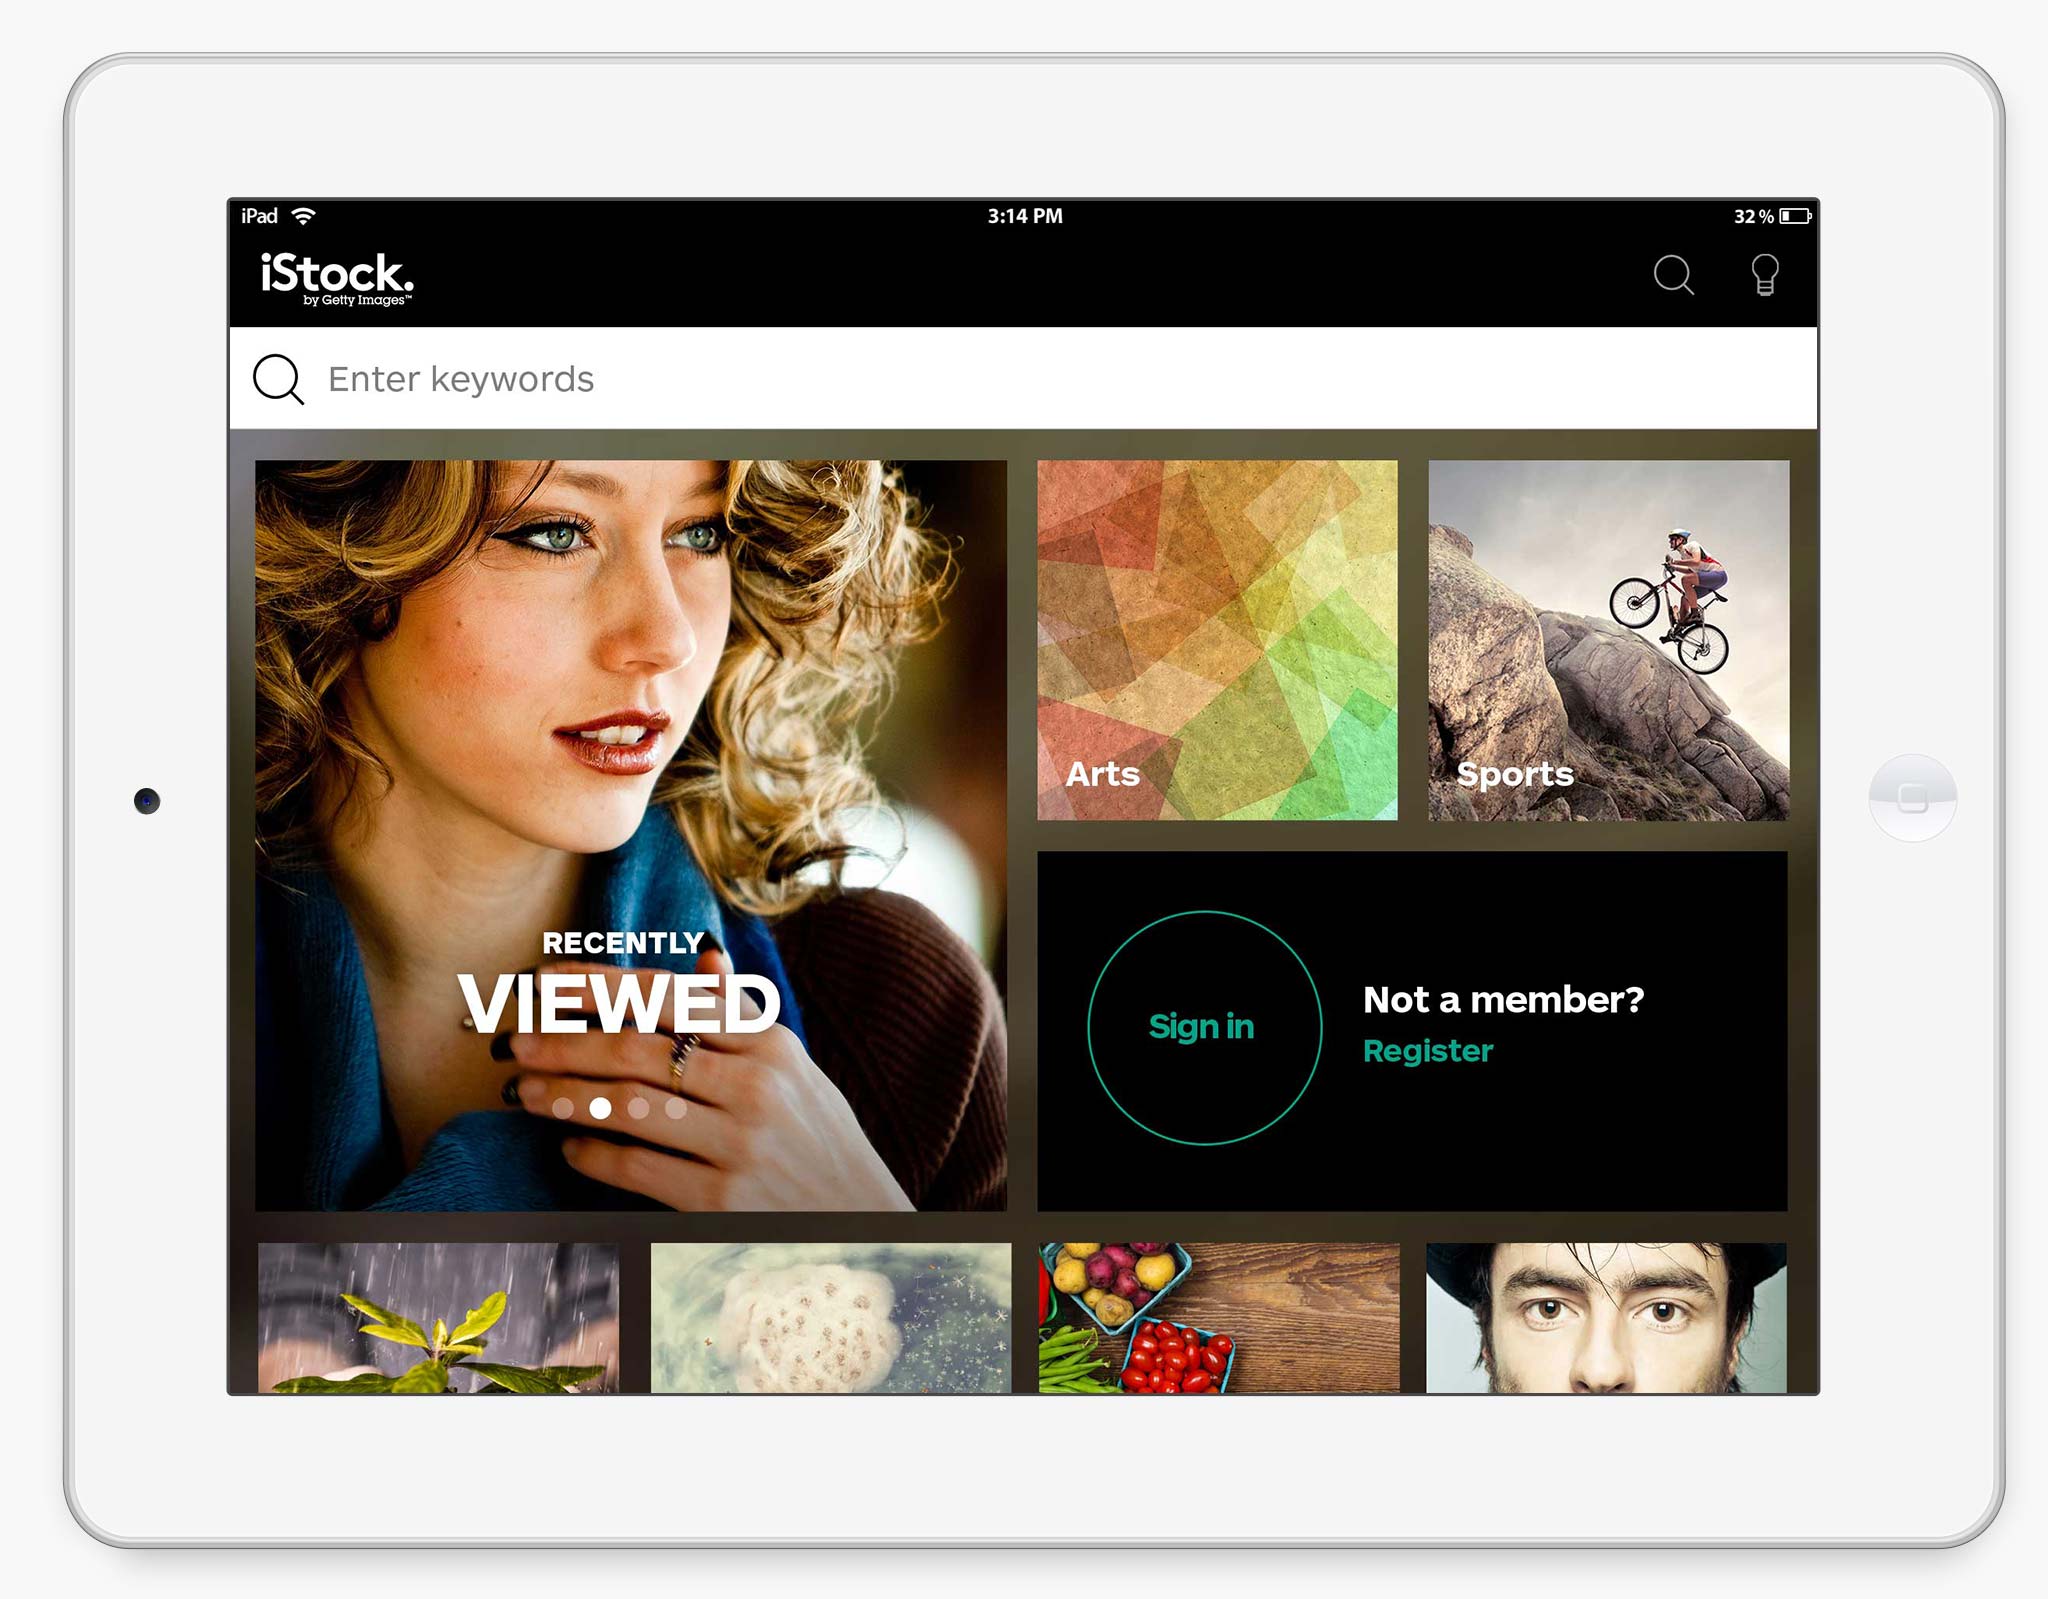 iPad
3:14 PM
32 %
iStock.
by Getty Images™
Enter keywords
Arts
Sports
RECENTLY
VIEWED
Sign in
Not a member?
Register